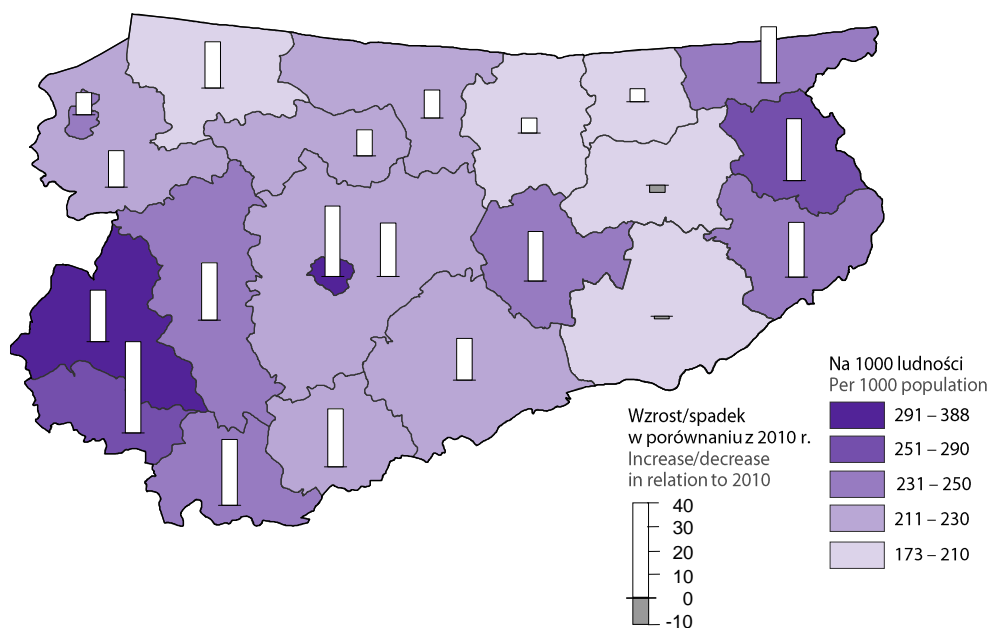 Na 1000 ludności
Per 1000 population
291 – 388
251 – 290
231 – 250
211 – 230
173 – 210
Wzrost/spadek
w porównaniu z 2010 r.
Increase/decrease
in relation to 2010
40
30
20
10
0
-10